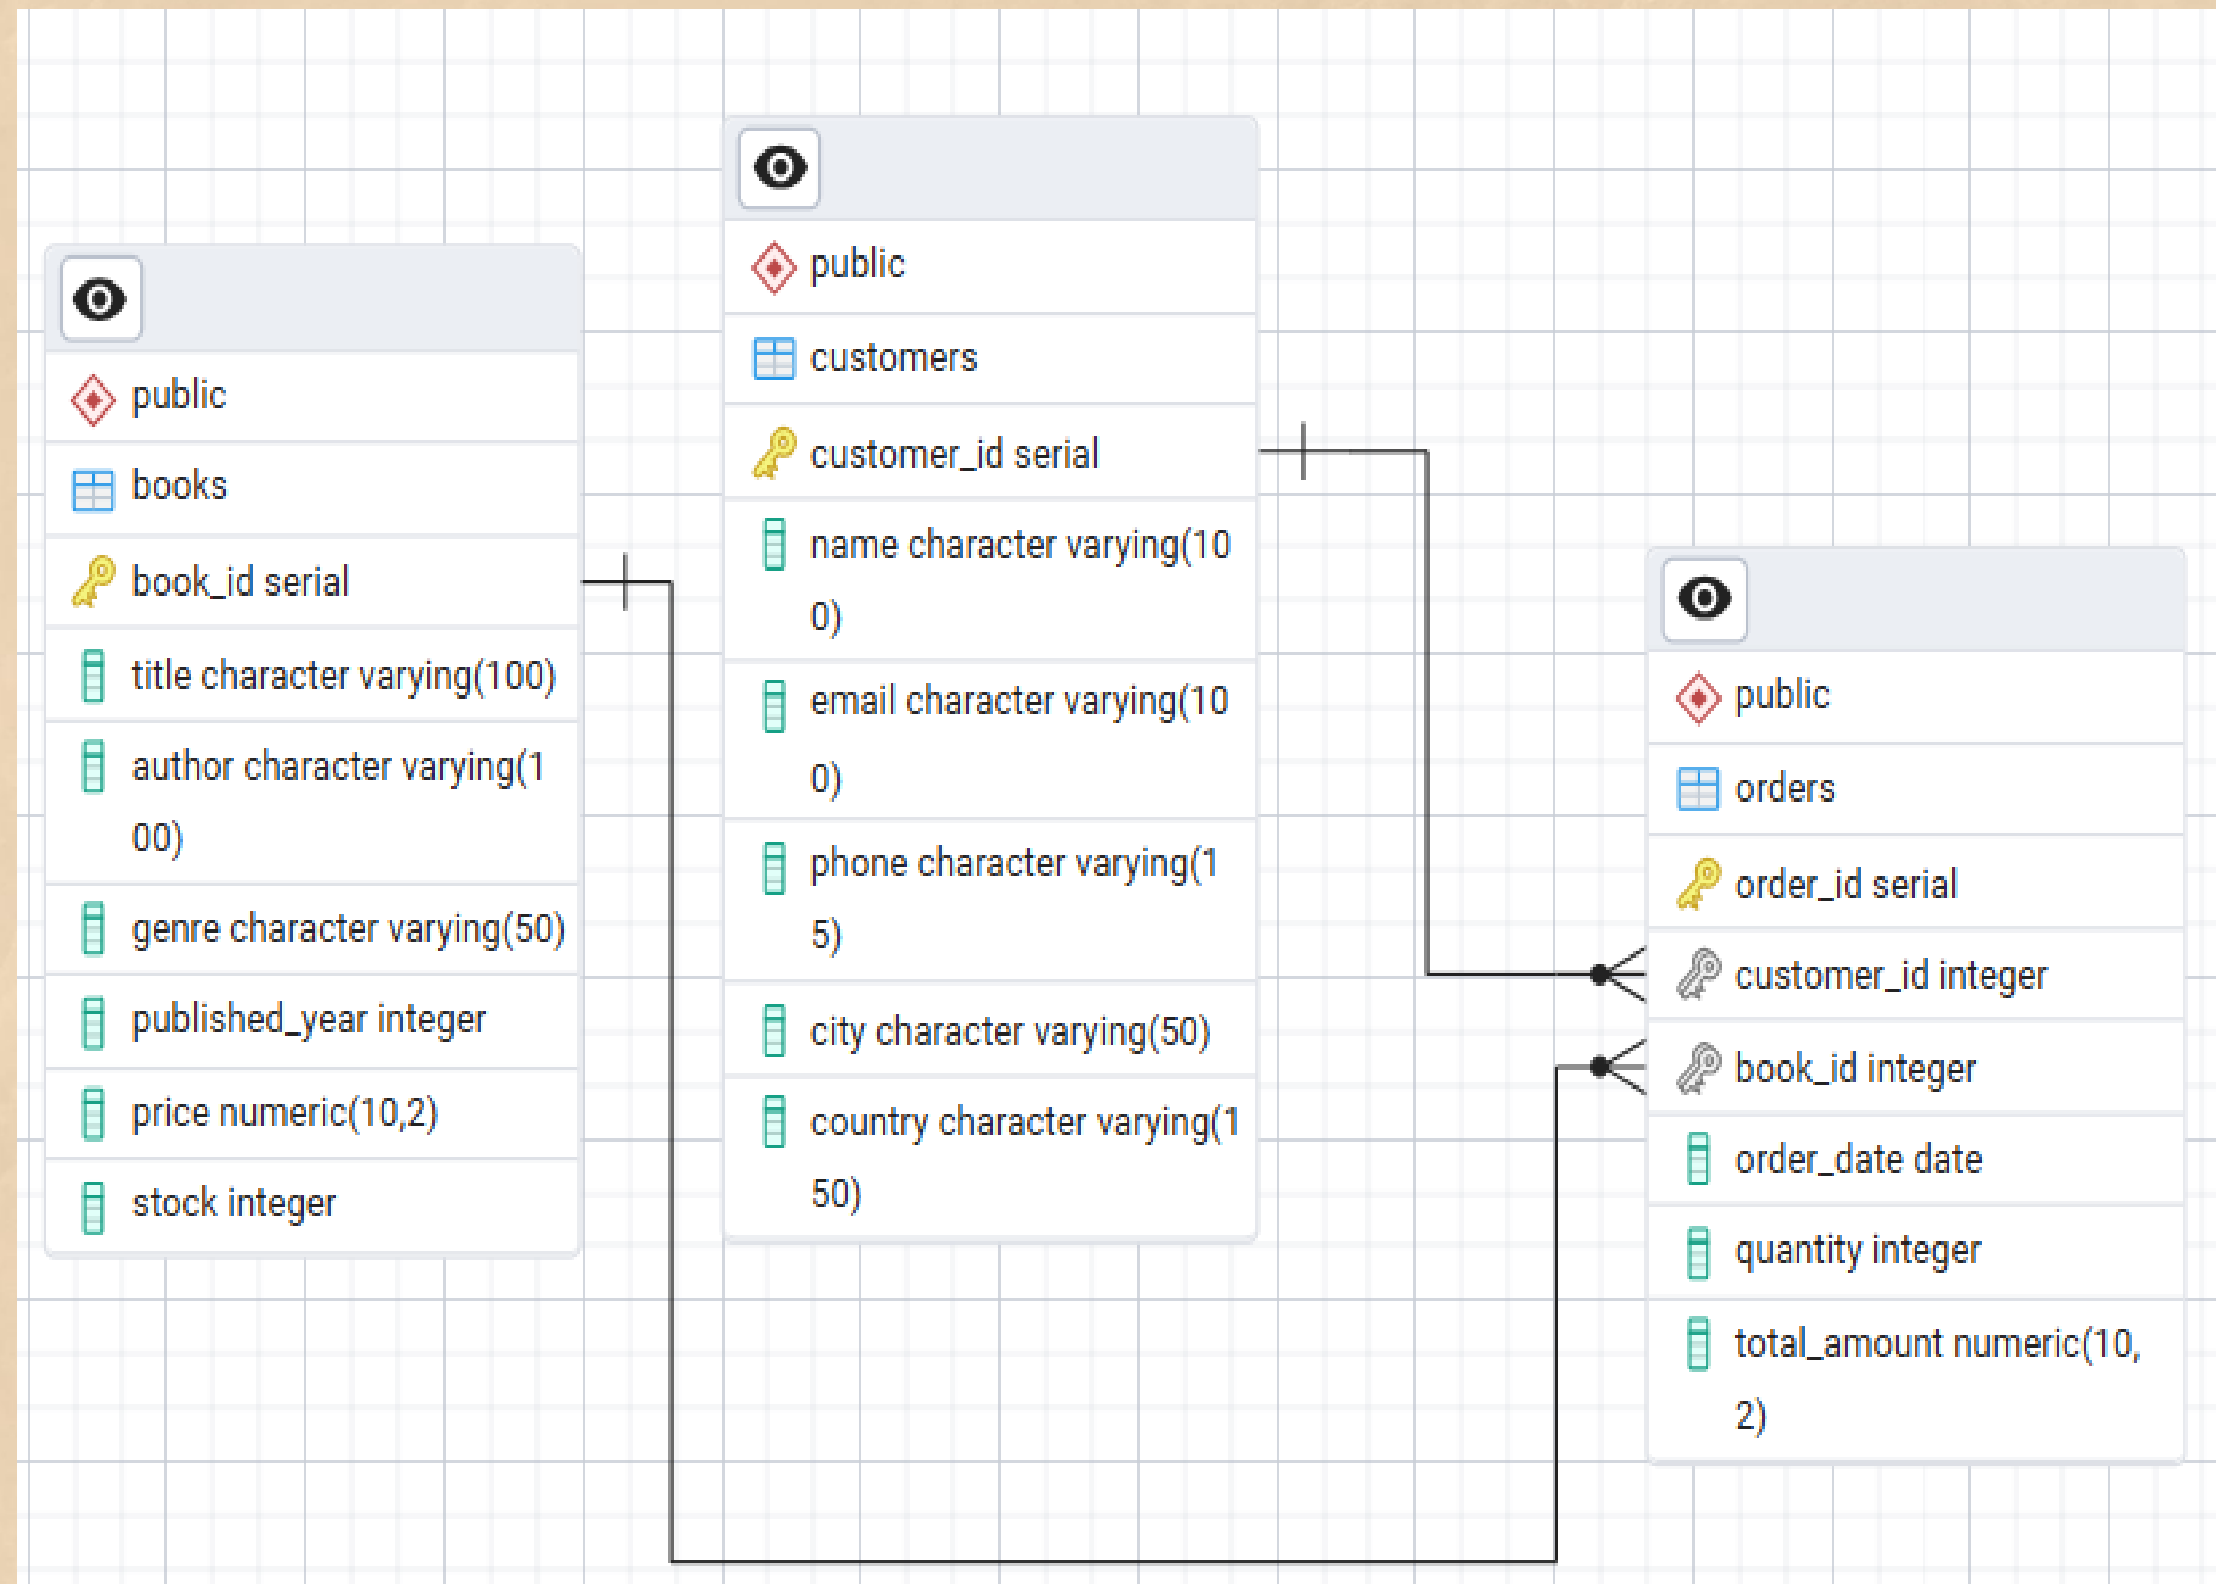 public
books
book_id serial
title character varying(100)
author character varying(1
00)
genre character varying(50)
published_year integer
price numeric(10,2)
stock integer
public
customers
customer_id serial
name character varying(10
0)
email character varying(10
0)
phone character varying(1
5)
city character varying(50)
country character varying(1
50)
public
orders
order_id serial
customer_id integer
book_id integer
order_date date
quantity integer
total_amount numeric(10,
2)